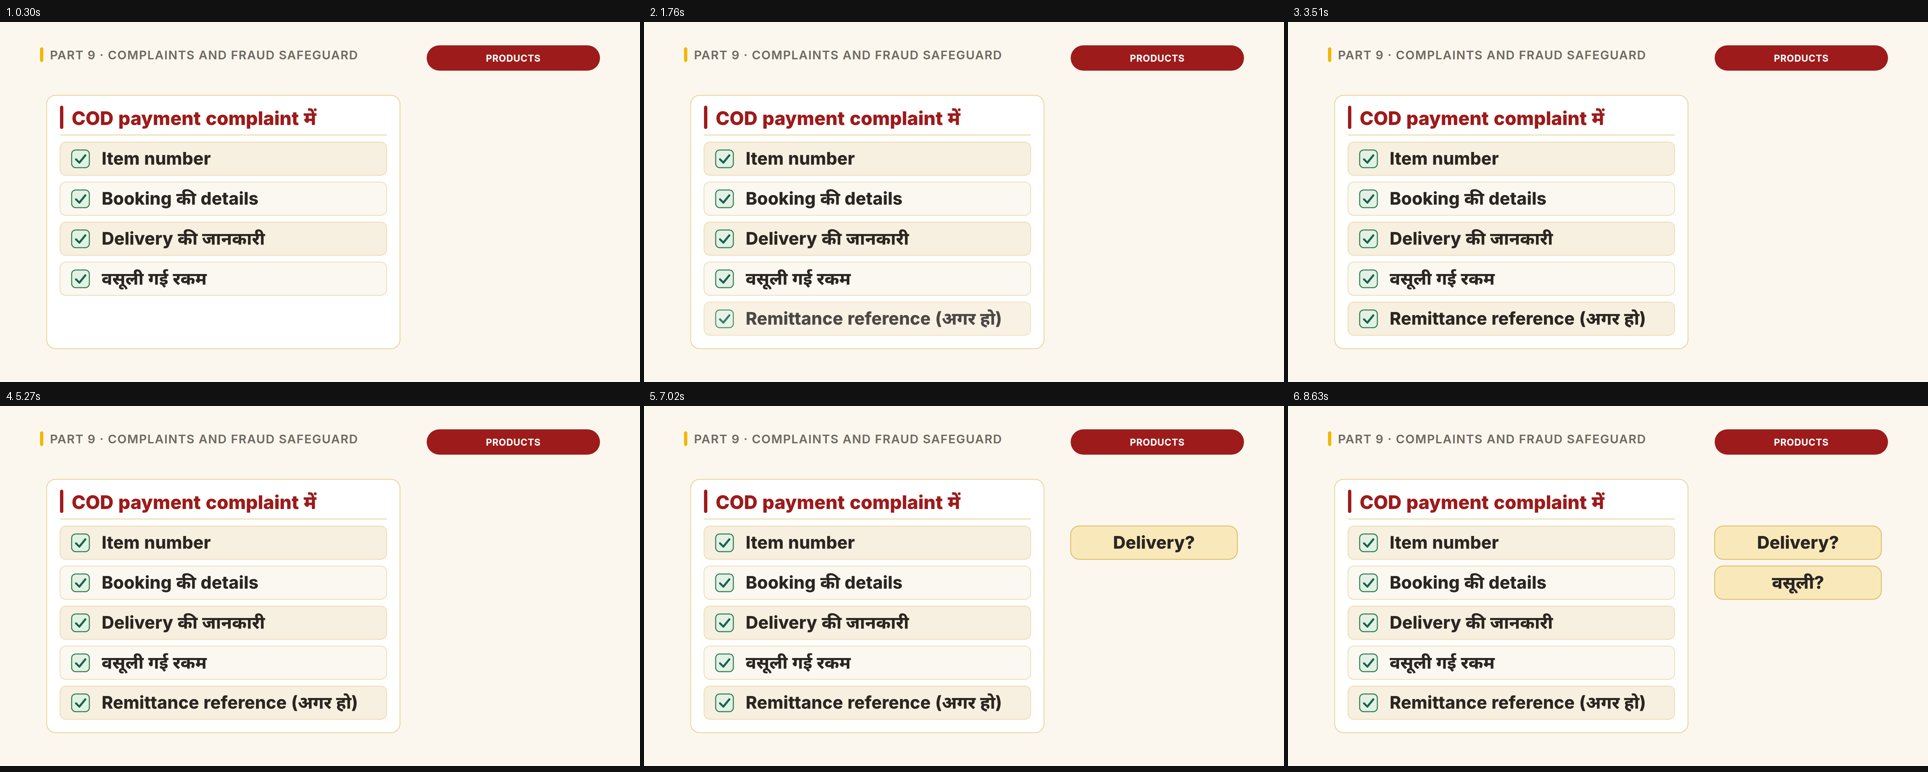 1. 0.30s
PART 9 · COMPLAINTS AND FRAUD SAFEGUARD
PRODUCTS
COD payment complaint में
Item number
Booking की details
Delivery की जानकारी
वसूली गई रकम
2. 1.76s
PART 9 · COMPLAINTS AND FRAUD SAFEGUARD
PRODUCTS
COD payment complaint में
Item number
Booking की details
Delivery की जानकारी
वसूली गई रकम
Remittance reference (अगर हो)
3. 3.51s
PART 9 · COMPLAINTS AND FRAUD SAFEGUARD
PRODUCTS
COD payment complaint में
Item number
Booking की details
Delivery की जानकारी
वसूली गई रकम
Remittance reference (अगर हो)
4. 5.27s
PART 9 · COMPLAINTS AND FRAUD SAFEGUARD
PRODUCTS
COD payment complaint में
Item number
Booking की details
Delivery की जानकारी
वसूली गई रकम
Remittance reference (अगर हो)
5. 7.02s
PART 9 · COMPLAINTS AND FRAUD SAFEGUARD
PRODUCTS
COD payment complaint में
Item number
Booking की details
Delivery की जानकारी
वसूली गई रकम
Remittance reference (अगर हो)
Delivery?
6. 8.63s
PART 9 · COMPLAINTS AND FRAUD SAFEGUARD
PRODUCTS
COD payment complaint में
Item number
Booking की details
Delivery की जानकारी
वसूली गई रकम
Remittance reference (अगर हो)
Delivery?
वसूली?